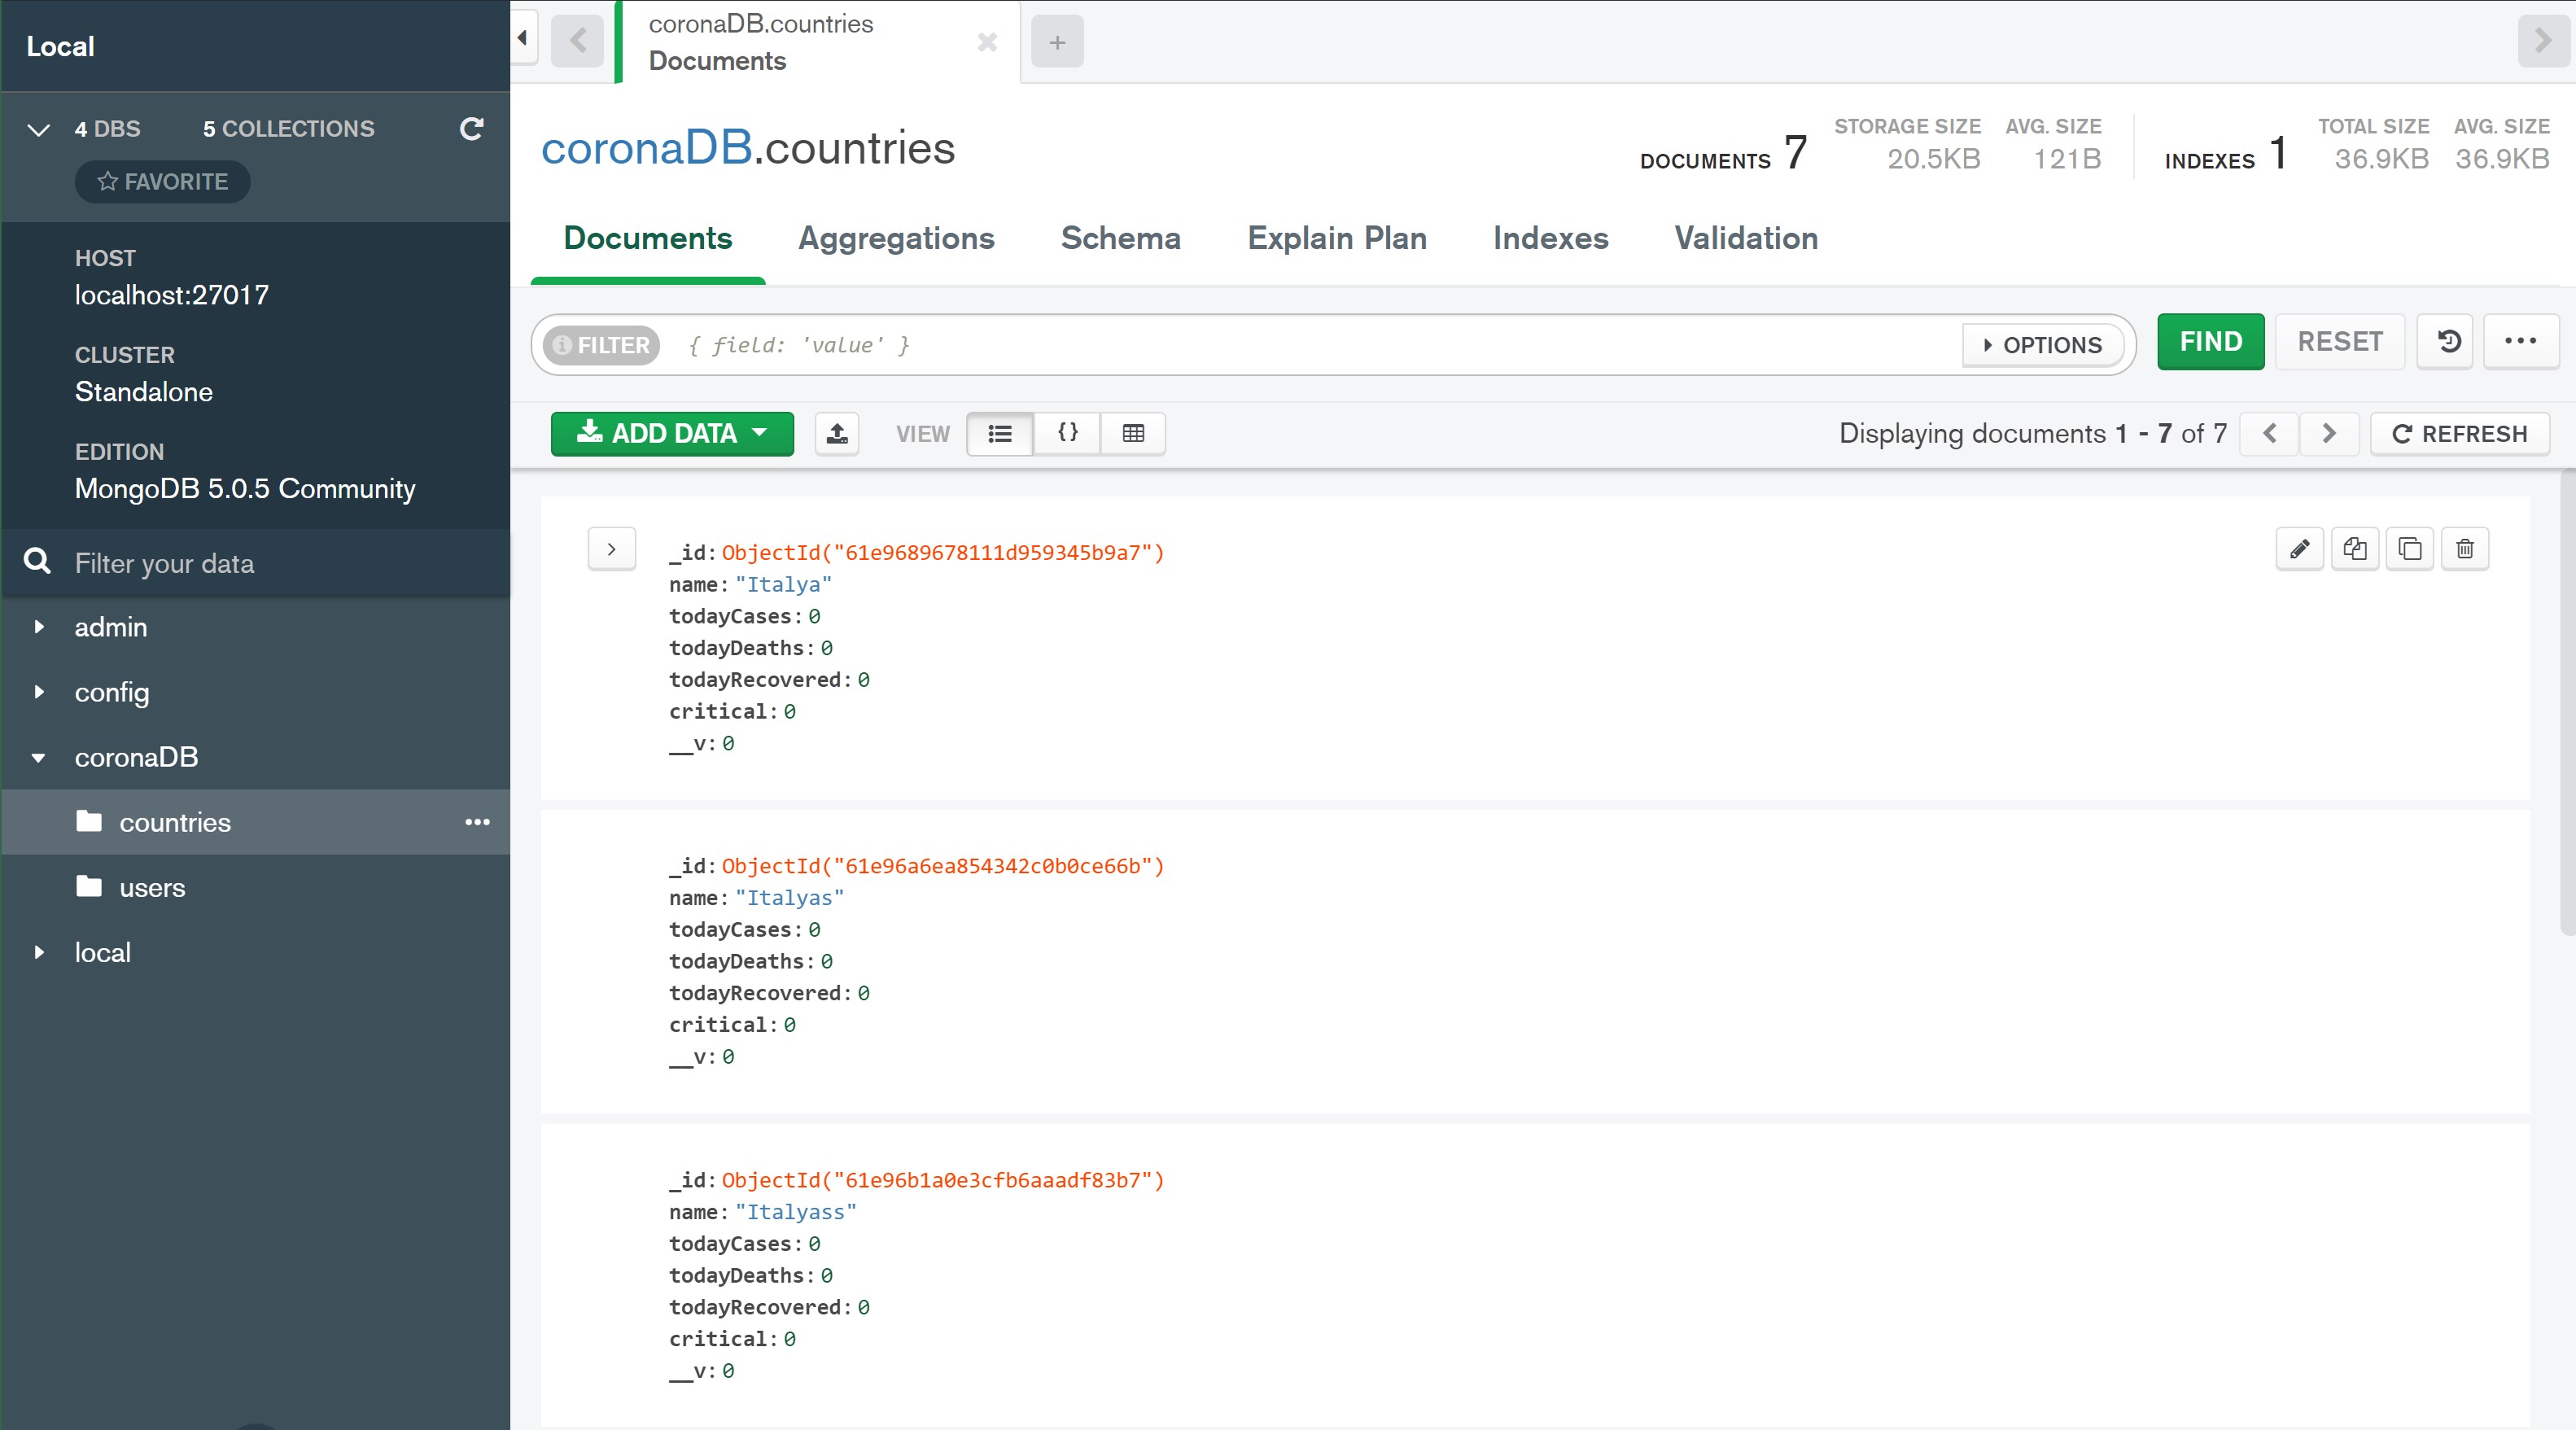 Local
4 DBS 5 COLLECTIONS
FAVORITE
HOST
localhost:27017
CLUSTER
Standalone
EDITION
MongoDB 5.0.5 Community
Filter your data
admin
config
coronaDB
countries
users
local
coronaDB.countries
Documents
coronaDB.countries
DOCUMENTS 7
STORAGE SIZE
20.5KB
AVG. SIZE
121B
INDEXES 1
TOTAL SIZE
36.9KB
AVG. SIZE
36.9KB
Documents Aggregations Schema Explain Plan Indexes Validation
FILTER { field: 'value' } OPTIONS FIND RESET
ADD DATA VIEW {} Displaying documents 1 - 7 of 7 REFRESH
_id: ObjectId("61e9689678111d959345b9a7")
name: "Italya"
todayCases: 0
todayDeaths: 0
todayRecovered: 0
critical: 0
__v: 0
_id: ObjectId("61e96a6ea854342c0b0ce66b")
name: "Italyas"
todayCases: 0
todayDeaths: 0
todayRecovered: 0
critical: 0
__v: 0
_id: ObjectId("61e96b1a0e3cfb6aaadf83b7")
name: "Italyass"
todayCases: 0
todayDeaths: 0
todayRecovered: 0
critical: 0
__v: 0